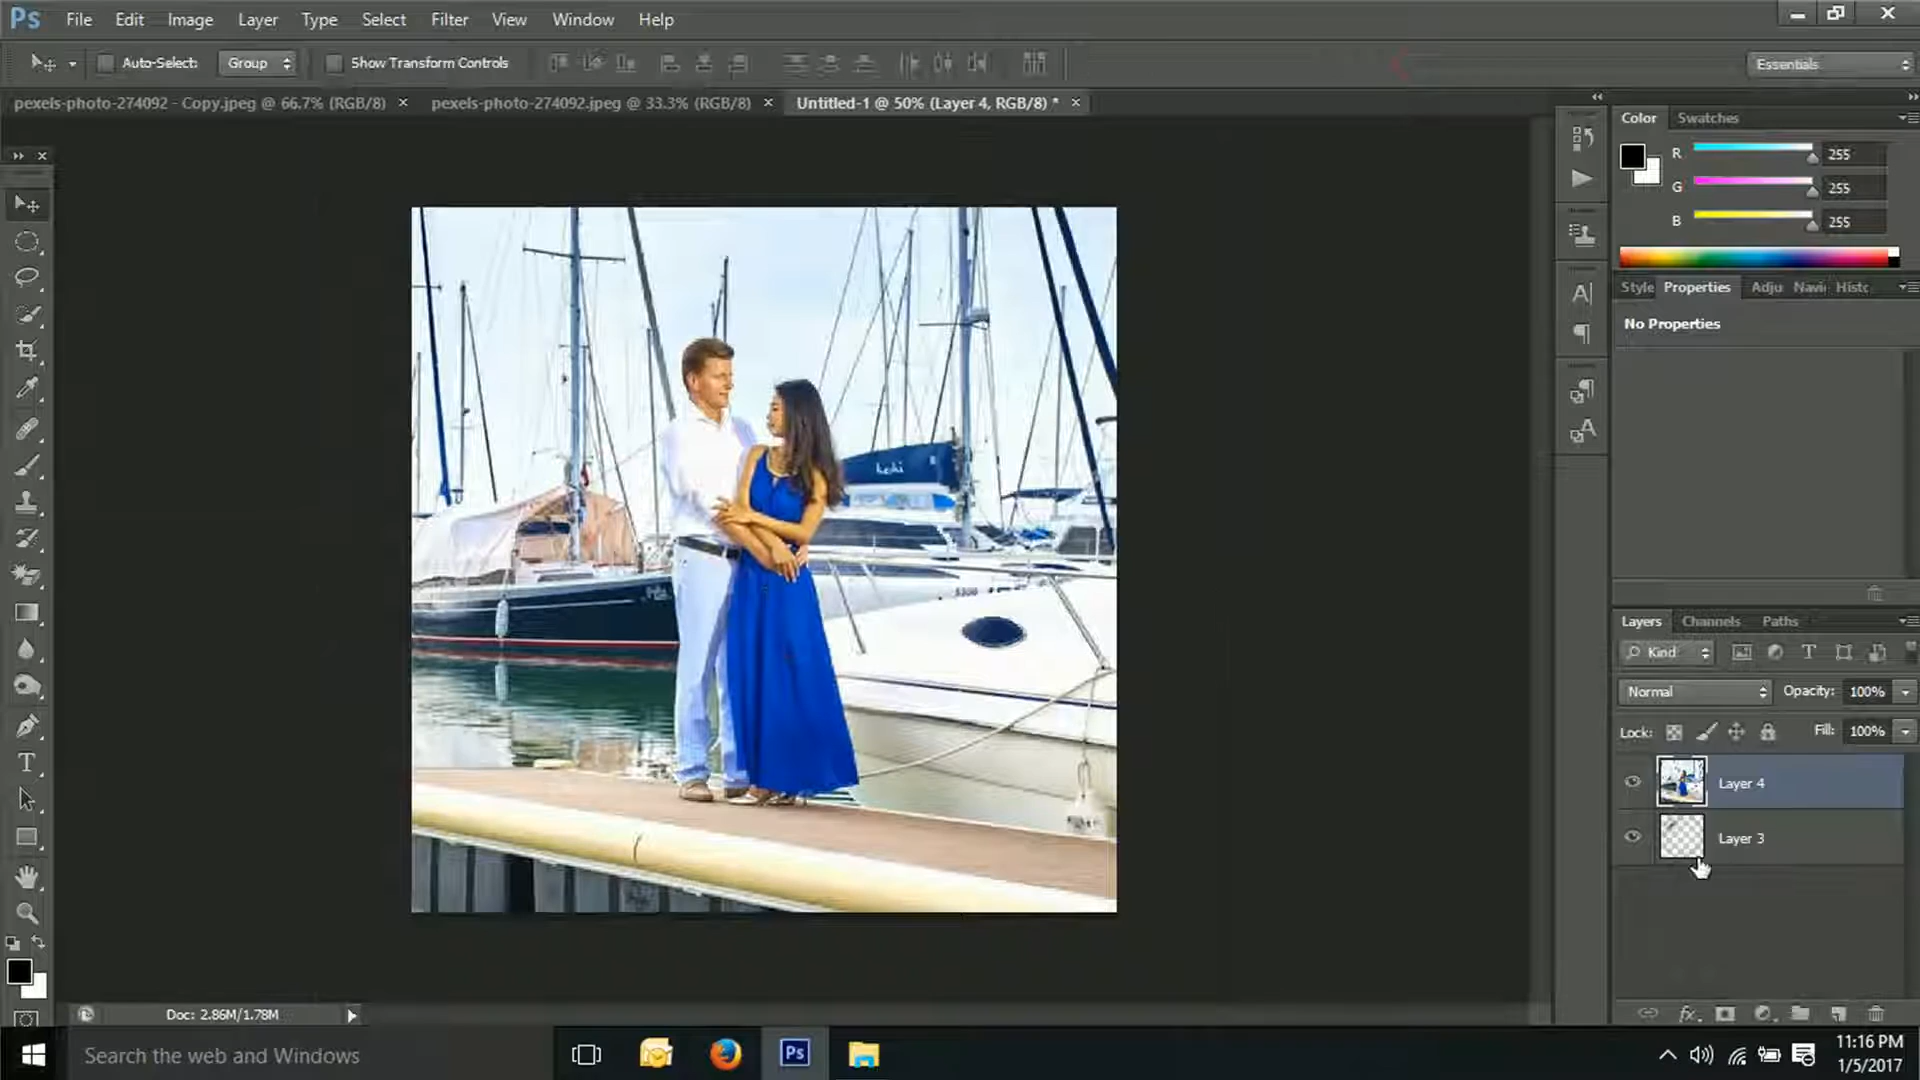 Ps File Edit Image Layer Type Select Filter View Window Help
Auto-Select: Group Show Transform Controls Essentials
pexels-photo-274092 - Copy.jpeg @ 66.7% (RGB/8) × pexels-photo-274092.jpeg @ 33.3% (RGB/8) × Untitled-1 @ 50% (Layer 4, RGB/8) * ×
Color Swatches
R 255
G 255
B 255
Style Properties Adju Navi Histo
No Properties
Layers Channels Paths
Kind
Normal Opacity: 100%
Lock: Fill: 100%
Layer 4
Layer 3
Doc: 2.86M/1.78M
Search the web and Windows
Ps
11:16 PM
1/5/2017